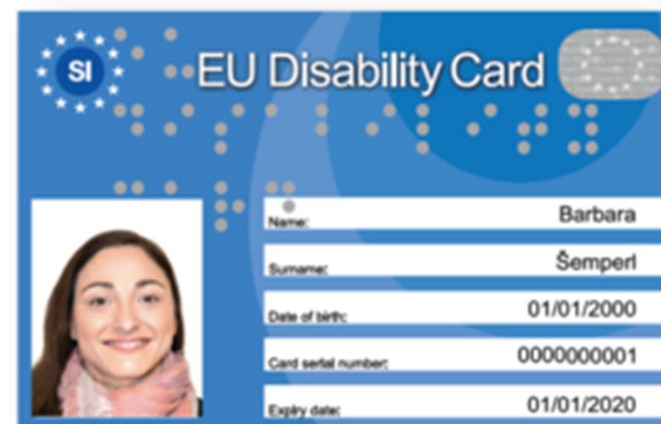 SI
EU Disability Card
Name: Barbara
Surname: Šemperl
Date of birth: 01/01/2000
Card serial number: 0000000001
Expiry date: 01/01/2020